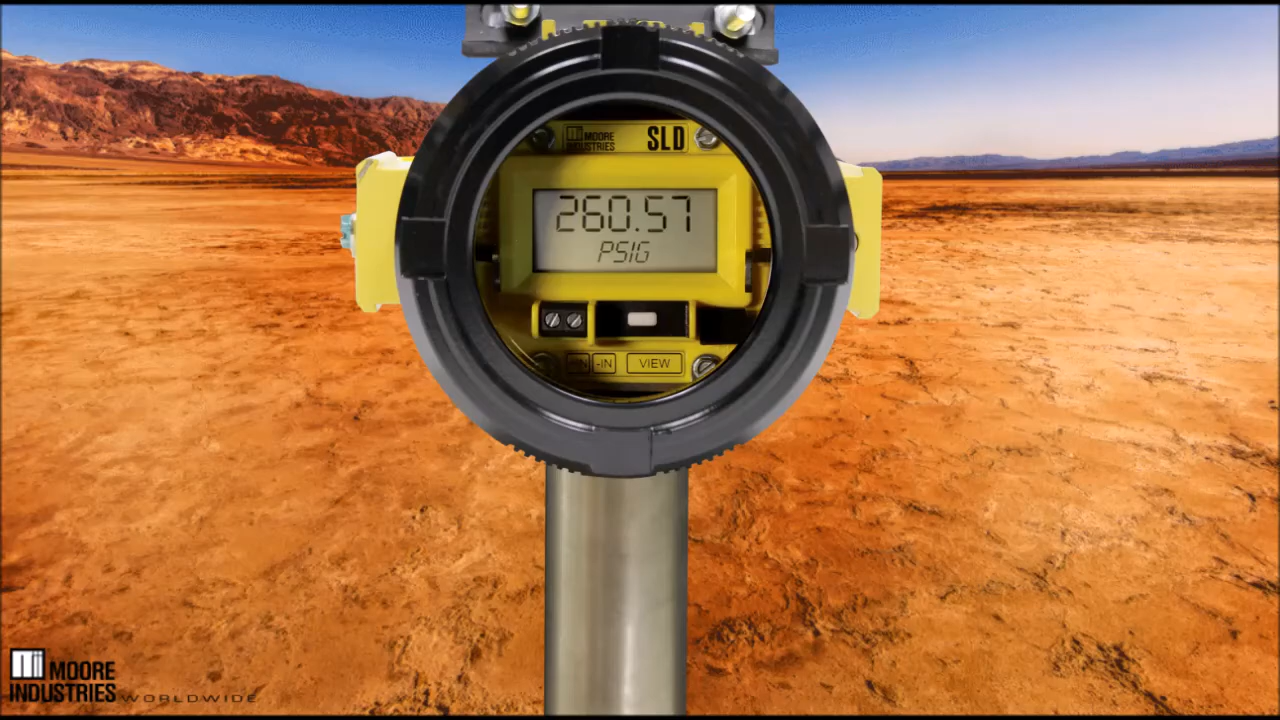 MOORE
INDUSTRIES
SLD
260.57
PSIG
-IN
VIEW
MOORE
INDUSTRIES WORLDWIDE